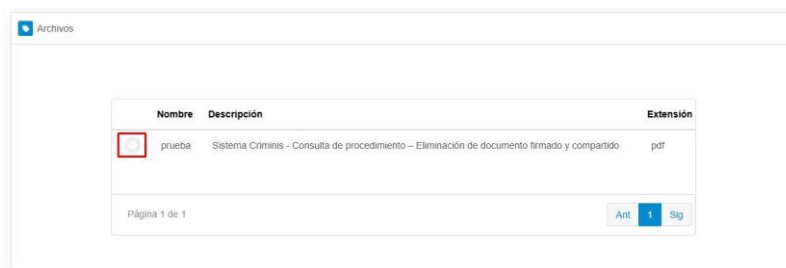 Archivos
Nombre Descripción Extensión
prueba Sistema Criminis - Consulta de procedimiento – Eliminación de documento firmado y compartido pdf
Página 1 de 1 Ant 1 Sig